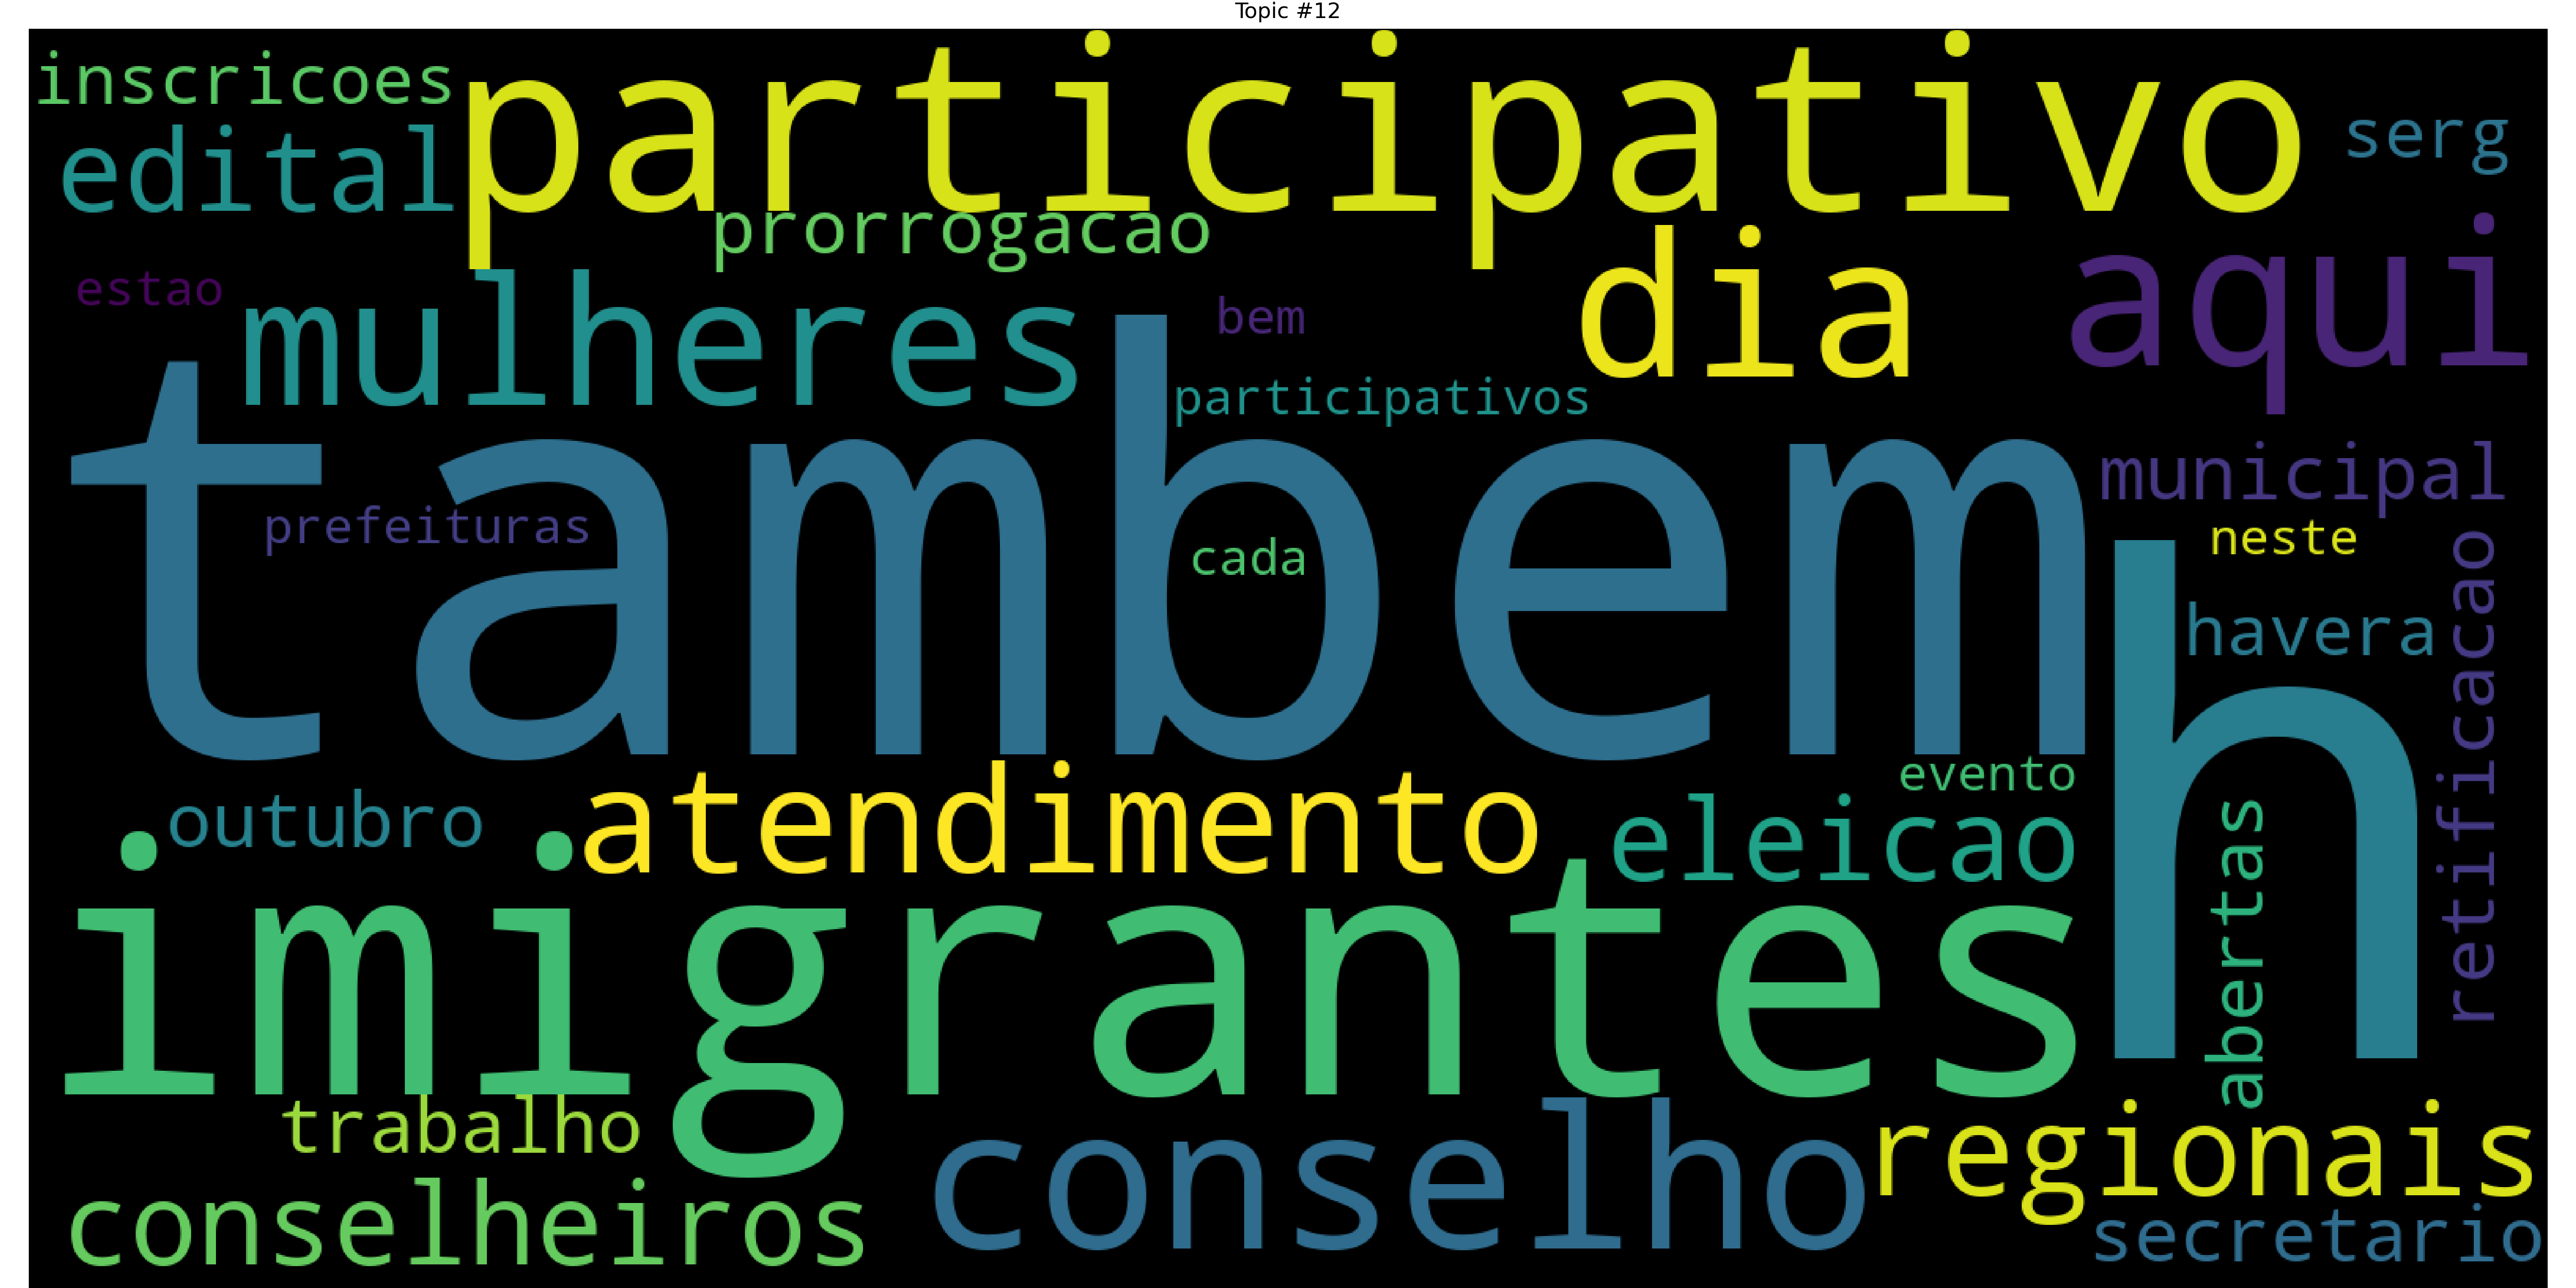 Topic #12
inscricoes
participativo
serg
edital
prorrogacao
dia
aqui
estao
mulheres
bem
participativos
tambem
municipal
prefeituras
cada
neste
h
havera
retificacao
outubro
atendimento
evento
eleicao
abertas
imigrantes
trabalho
conselho
regionais
conselheiros
secretario